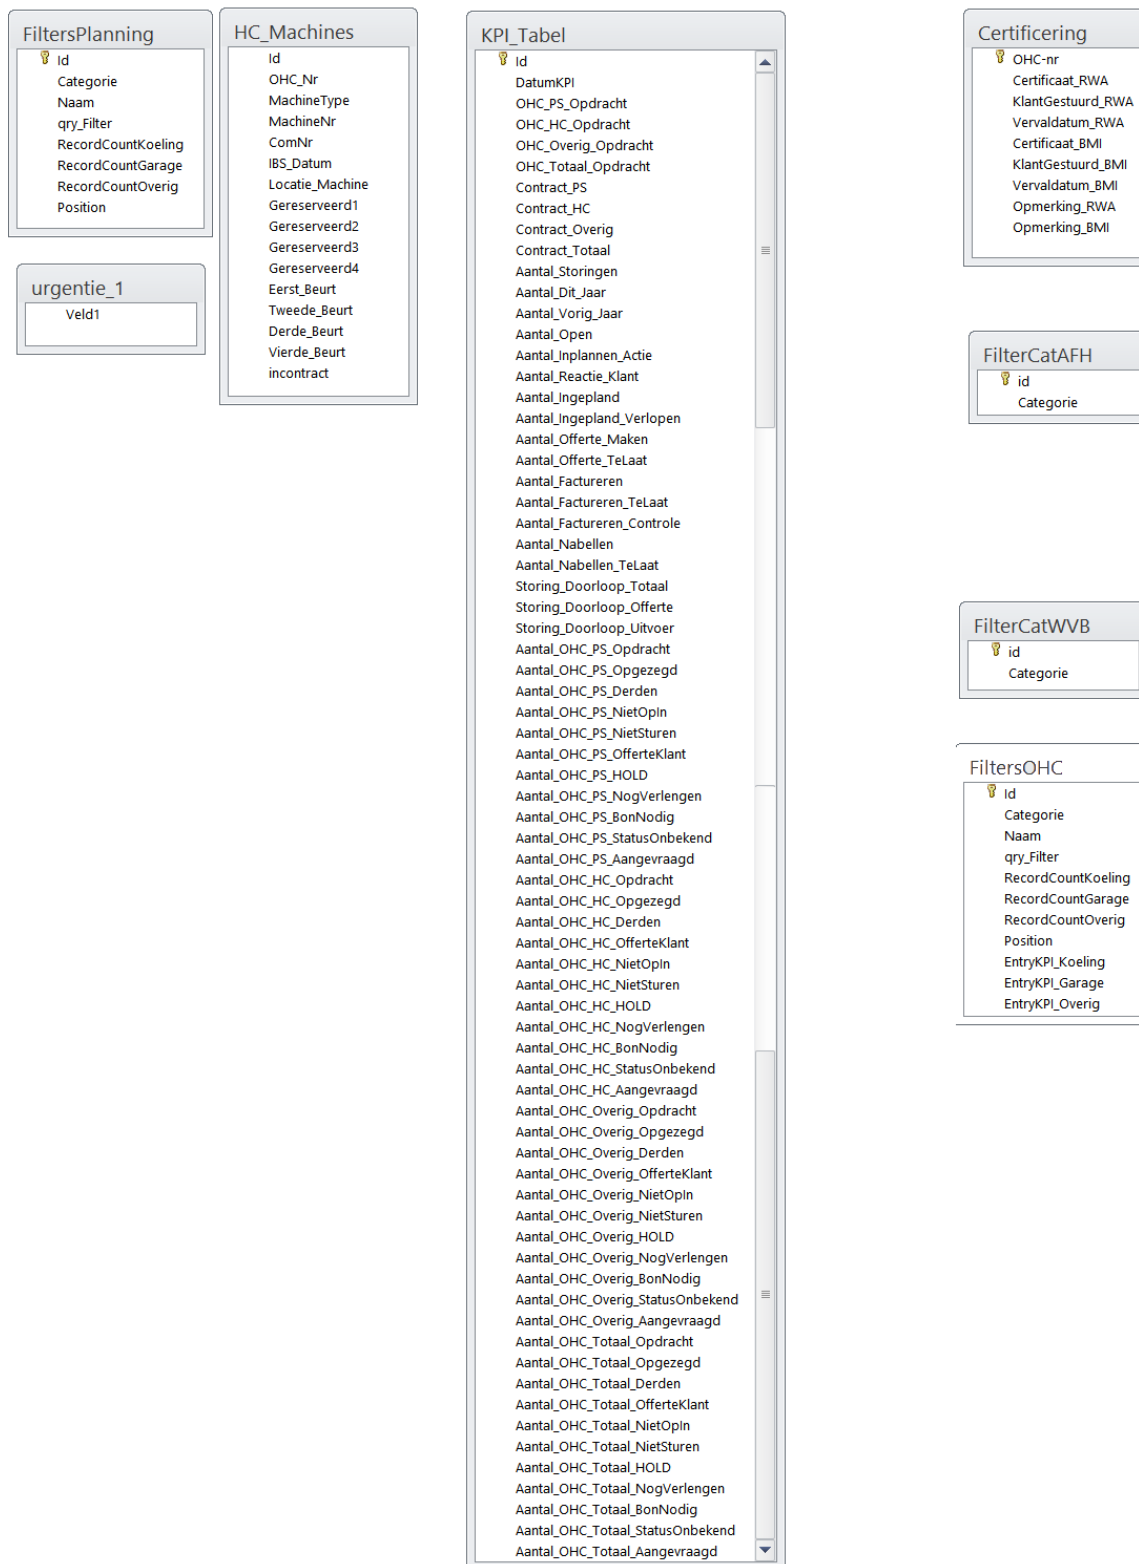 FiltersPlanning
Id
Categorie
Naam
qry_Filter
RecordCountKoeling
RecordCountGarage
RecordCountOverig
Position
urgentie_1
Veld1
HC_Machines
Id
OHC_Nr
MachineType
MachineNr
ComNr
IBS_Datum
Locatie_Machine
Gereserveerd1
Gereserveerd2
Gereserveerd3
Gereserveerd4
Eerst_Beurt
Tweede_Beurt
Derde_Beurt
Vierde_Beurt
incontract
KPI_Tabel
Id
DatumKPI
OHC_PS_Opdracht
OHC_HC_Opdracht
OHC_Overig_Opdracht
OHC_Totaal_Opdracht
Contract_PS
Contract_HC
Contract_Overig
Contract_Totaal
Aantal_Storingen
Aantal_Dit_Jaar
Aantal_Vorig_Jaar
Aantal_Open
Aantal_Inplannen_Actie
Aantal_Reactie_Klant
Aantal_Ingepland
Aantal_Ingepland_Verlopen
Aantal_Offerte_Maken
Aantal_Offerte_TeLaat
Aantal_Factureren
Aantal_Factureren_TeLaat
Aantal_Factureren_Controle
Aantal_Nabellen
Aantal_Nabellen_TeLaat
Storing_Doorloop_Totaal
Storing_Doorloop_Offerte
Storing_Doorloop_Uitvoer
Aantal_OHC_PS_Opdracht
Aantal_OHC_PS_Opgezegd
Aantal_OHC_PS_Derden
Aantal_OHC_PS_NietOpIn
Aantal_OHC_PS_NietSturen
Aantal_OHC_PS_OfferteKlant
Aantal_OHC_PS_HOLD
Aantal_OHC_PS_NogVerlengen
Aantal_OHC_PS_BonNodig
Aantal_OHC_PS_StatusOnbekend
Aantal_OHC_PS_Aangevraagd
Aantal_OHC_HC_Opdracht
Aantal_OHC_HC_Opgezegd
Aantal_OHC_HC_Derden
Aantal_OHC_HC_OfferteKlant
Aantal_OHC_HC_NietOpIn
Aantal_OHC_HC_NietSturen
Aantal_OHC_HC_HOLD
Aantal_OHC_HC_NogVerlengen
Aantal_OHC_HC_BonNodig
Aantal_OHC_HC_StatusOnbekend
Aantal_OHC_HC_Aangevraagd
Aantal_OHC_Overig_Opdracht
Aantal_OHC_Overig_Opgezegd
Aantal_OHC_Overig_Derden
Aantal_OHC_Overig_OfferteKlant
Aantal_OHC_Overig_NietOpIn
Aantal_OHC_Overig_NietSturen
Aantal_OHC_Overig_HOLD
Aantal_OHC_Overig_NogVerlengen
Aantal_OHC_Overig_BonNodig
Aantal_OHC_Overig_StatusOnbekend
Aantal_OHC_Overig_Aangevraagd
Aantal_OHC_Totaal_Opdracht
Aantal_OHC_Totaal_Opgezegd
Aantal_OHC_Totaal_Derden
Aantal_OHC_Totaal_OfferteKlant
Aantal_OHC_Totaal_NietOpIn
Aantal_OHC_Totaal_NietSturen
Aantal_OHC_Totaal_HOLD
Aantal_OHC_Totaal_NogVerlengen
Aantal_OHC_Totaal_BonNodig
Aantal_OHC_Totaal_StatusOnbekend
Aantal_OHC_Totaal_Aangevraagd
Certificering
OHC-nr
Certificaat_RWA
KlantGestuurd_RWA
Vervaldatum_RWA
Certificaat_BMI
KlantGestuurd_BMI
Vervaldatum_BMI
Opmerking_RWA
Opmerking_BMI
FilterCatAFH
id
Categorie
FilterCatWVB
id
Categorie
FiltersOHC
Id
Categorie
Naam
qry_Filter
RecordCountKoeling
RecordCountGarage
RecordCountOverig
Position
EntryKPI_Koeling
EntryKPI_Garage
EntryKPI_Overig